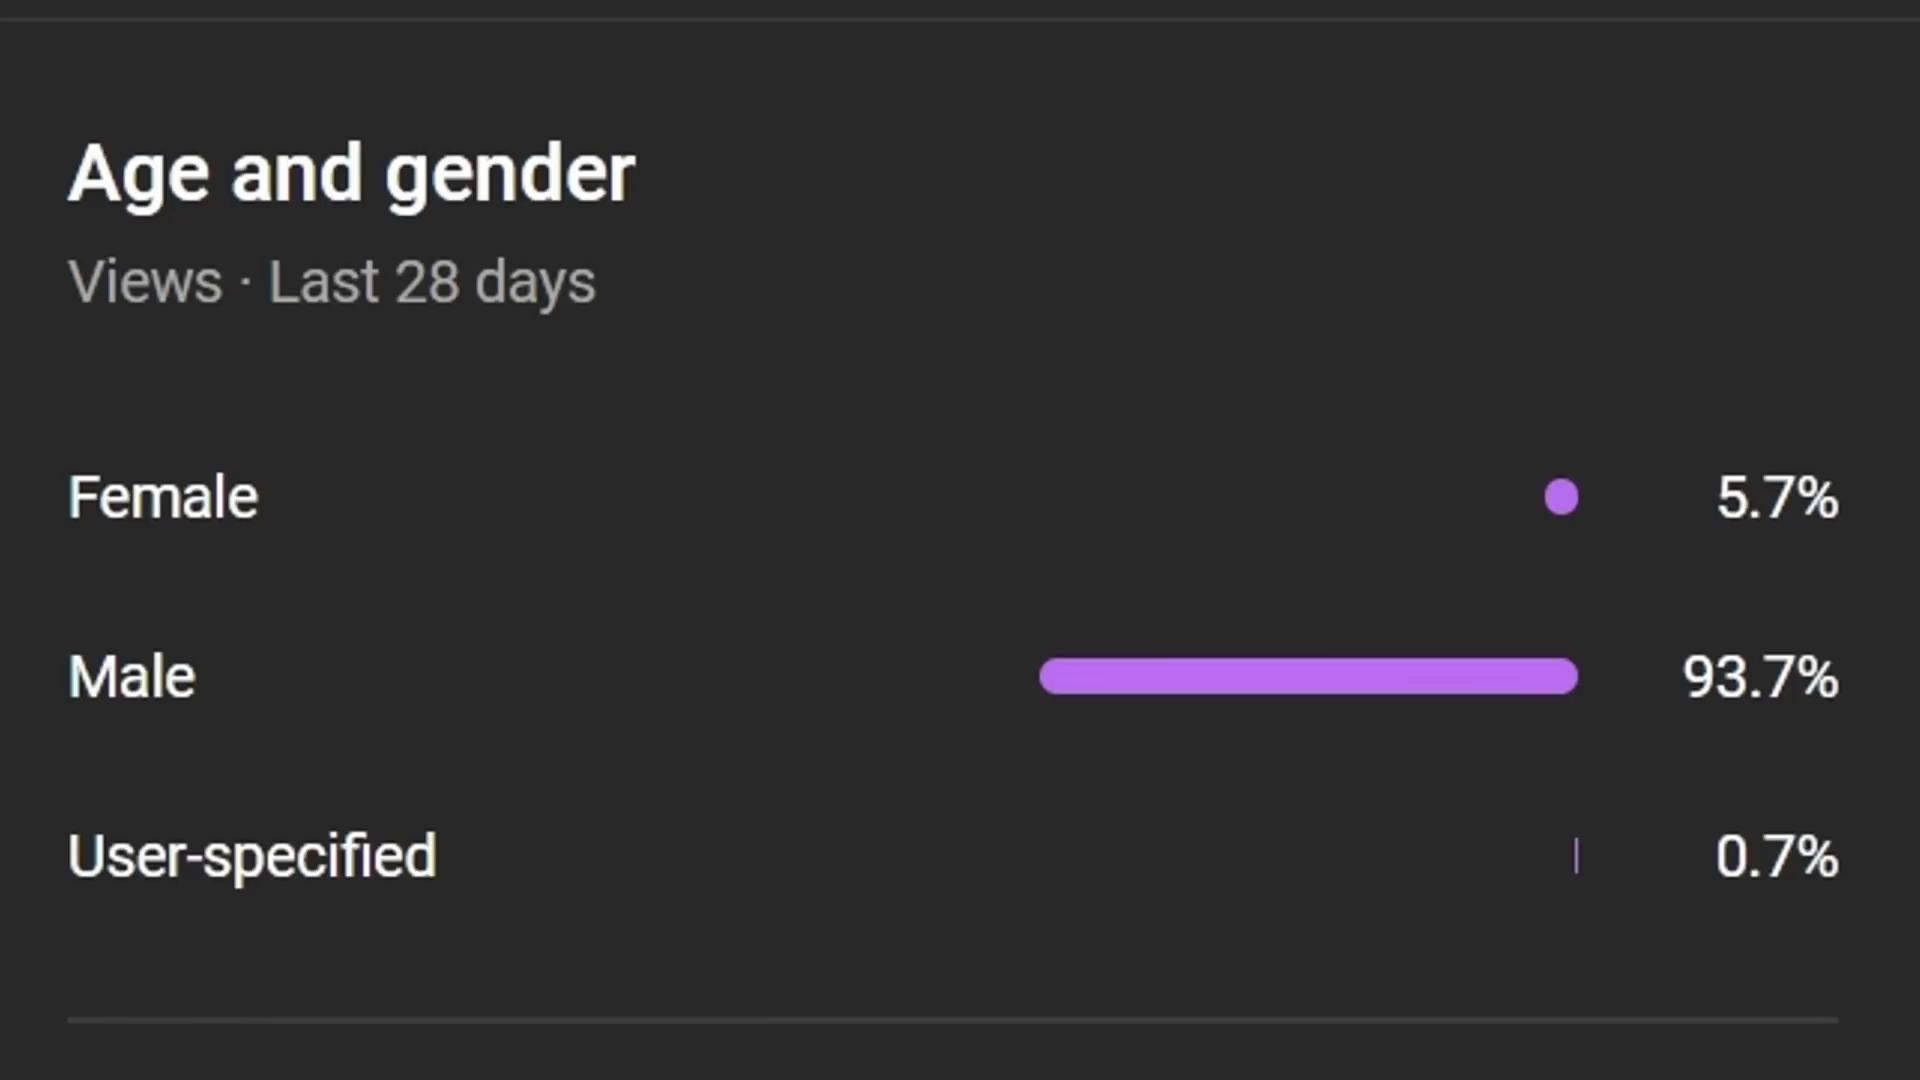 Age and gender
Views · Last 28 days
Female 5.7%
Male 93.7%
User-specified 0.7%